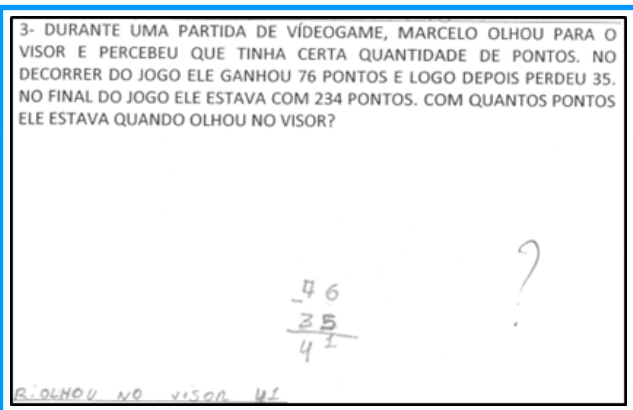 3- DURANTE UMA PARTIDA DE VÍDEOGAME, MARCELO OLHOU PARA O
VISOR E PERCEBEU QUE TINHA CERTA QUANTIDADE DE PONTOS. NO
DECORRER DO JOGO ELE GANHOU 76 PONTOS E LOGO DEPOIS PERDEU 35.
NO FINAL DO JOGO ELE ESTAVA COM 234 PONTOS. COM QUANTOS PONTOS
ELE ESTAVA QUANDO OLHOU NO VISOR?
?
-76
35
41
R:OLHOU NO VISOR 41